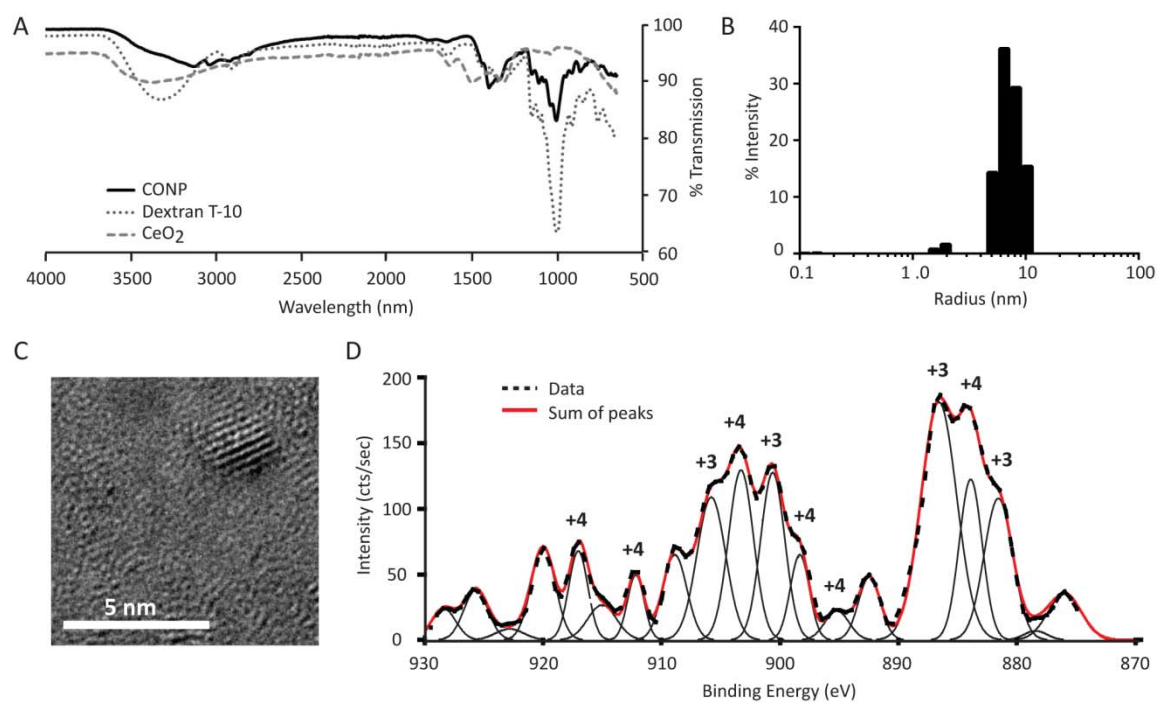 A
100
90
80
70
60
% Transmission
CONP
Dextran T-10
CeO2
4000 3500 3000 2500 2000 1500 1000 500
Wavelength (nm)
B
40
30
20
10
0
% Intensity
0.1 1.0 10 100
Radius (nm)
C
5 nm
D
200
150
100
50
0
Intensity (cts/sec)
Data
Sum of peaks
+4 +4 +3 +4 +3 +4 +4 +3 +4 +3
930 920 910 900 890 880 870
Binding Energy (eV)